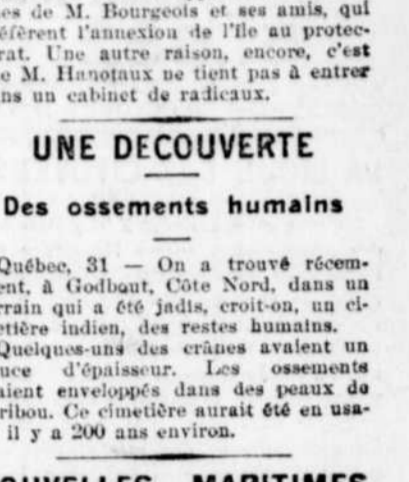 es de M. Bourgeois et ses amis, qui
éfèrent l'annexion de l'île au protec-
rat. Une autre raison, encore, c'est
e M. Hanotaux ne tient pas à entrer
ns un cabinet de radicaux.
UNE DECOUVERTE
Des ossements humains
Québec, 31 — On a trouvé récem-
ent, à Godbout, Côte Nord, dans un
rrain qui a été jadis, croit-on, un ci-
etière indien, des restes humains.
Quelques-uns des crânes avaient un
uce d'épaisseur. Les ossements
aient enveloppés dans des peaux de
ribou. Ce cimetière aurait été en usa-
il y a 200 ans environ.
OUVELLES MARITIMES